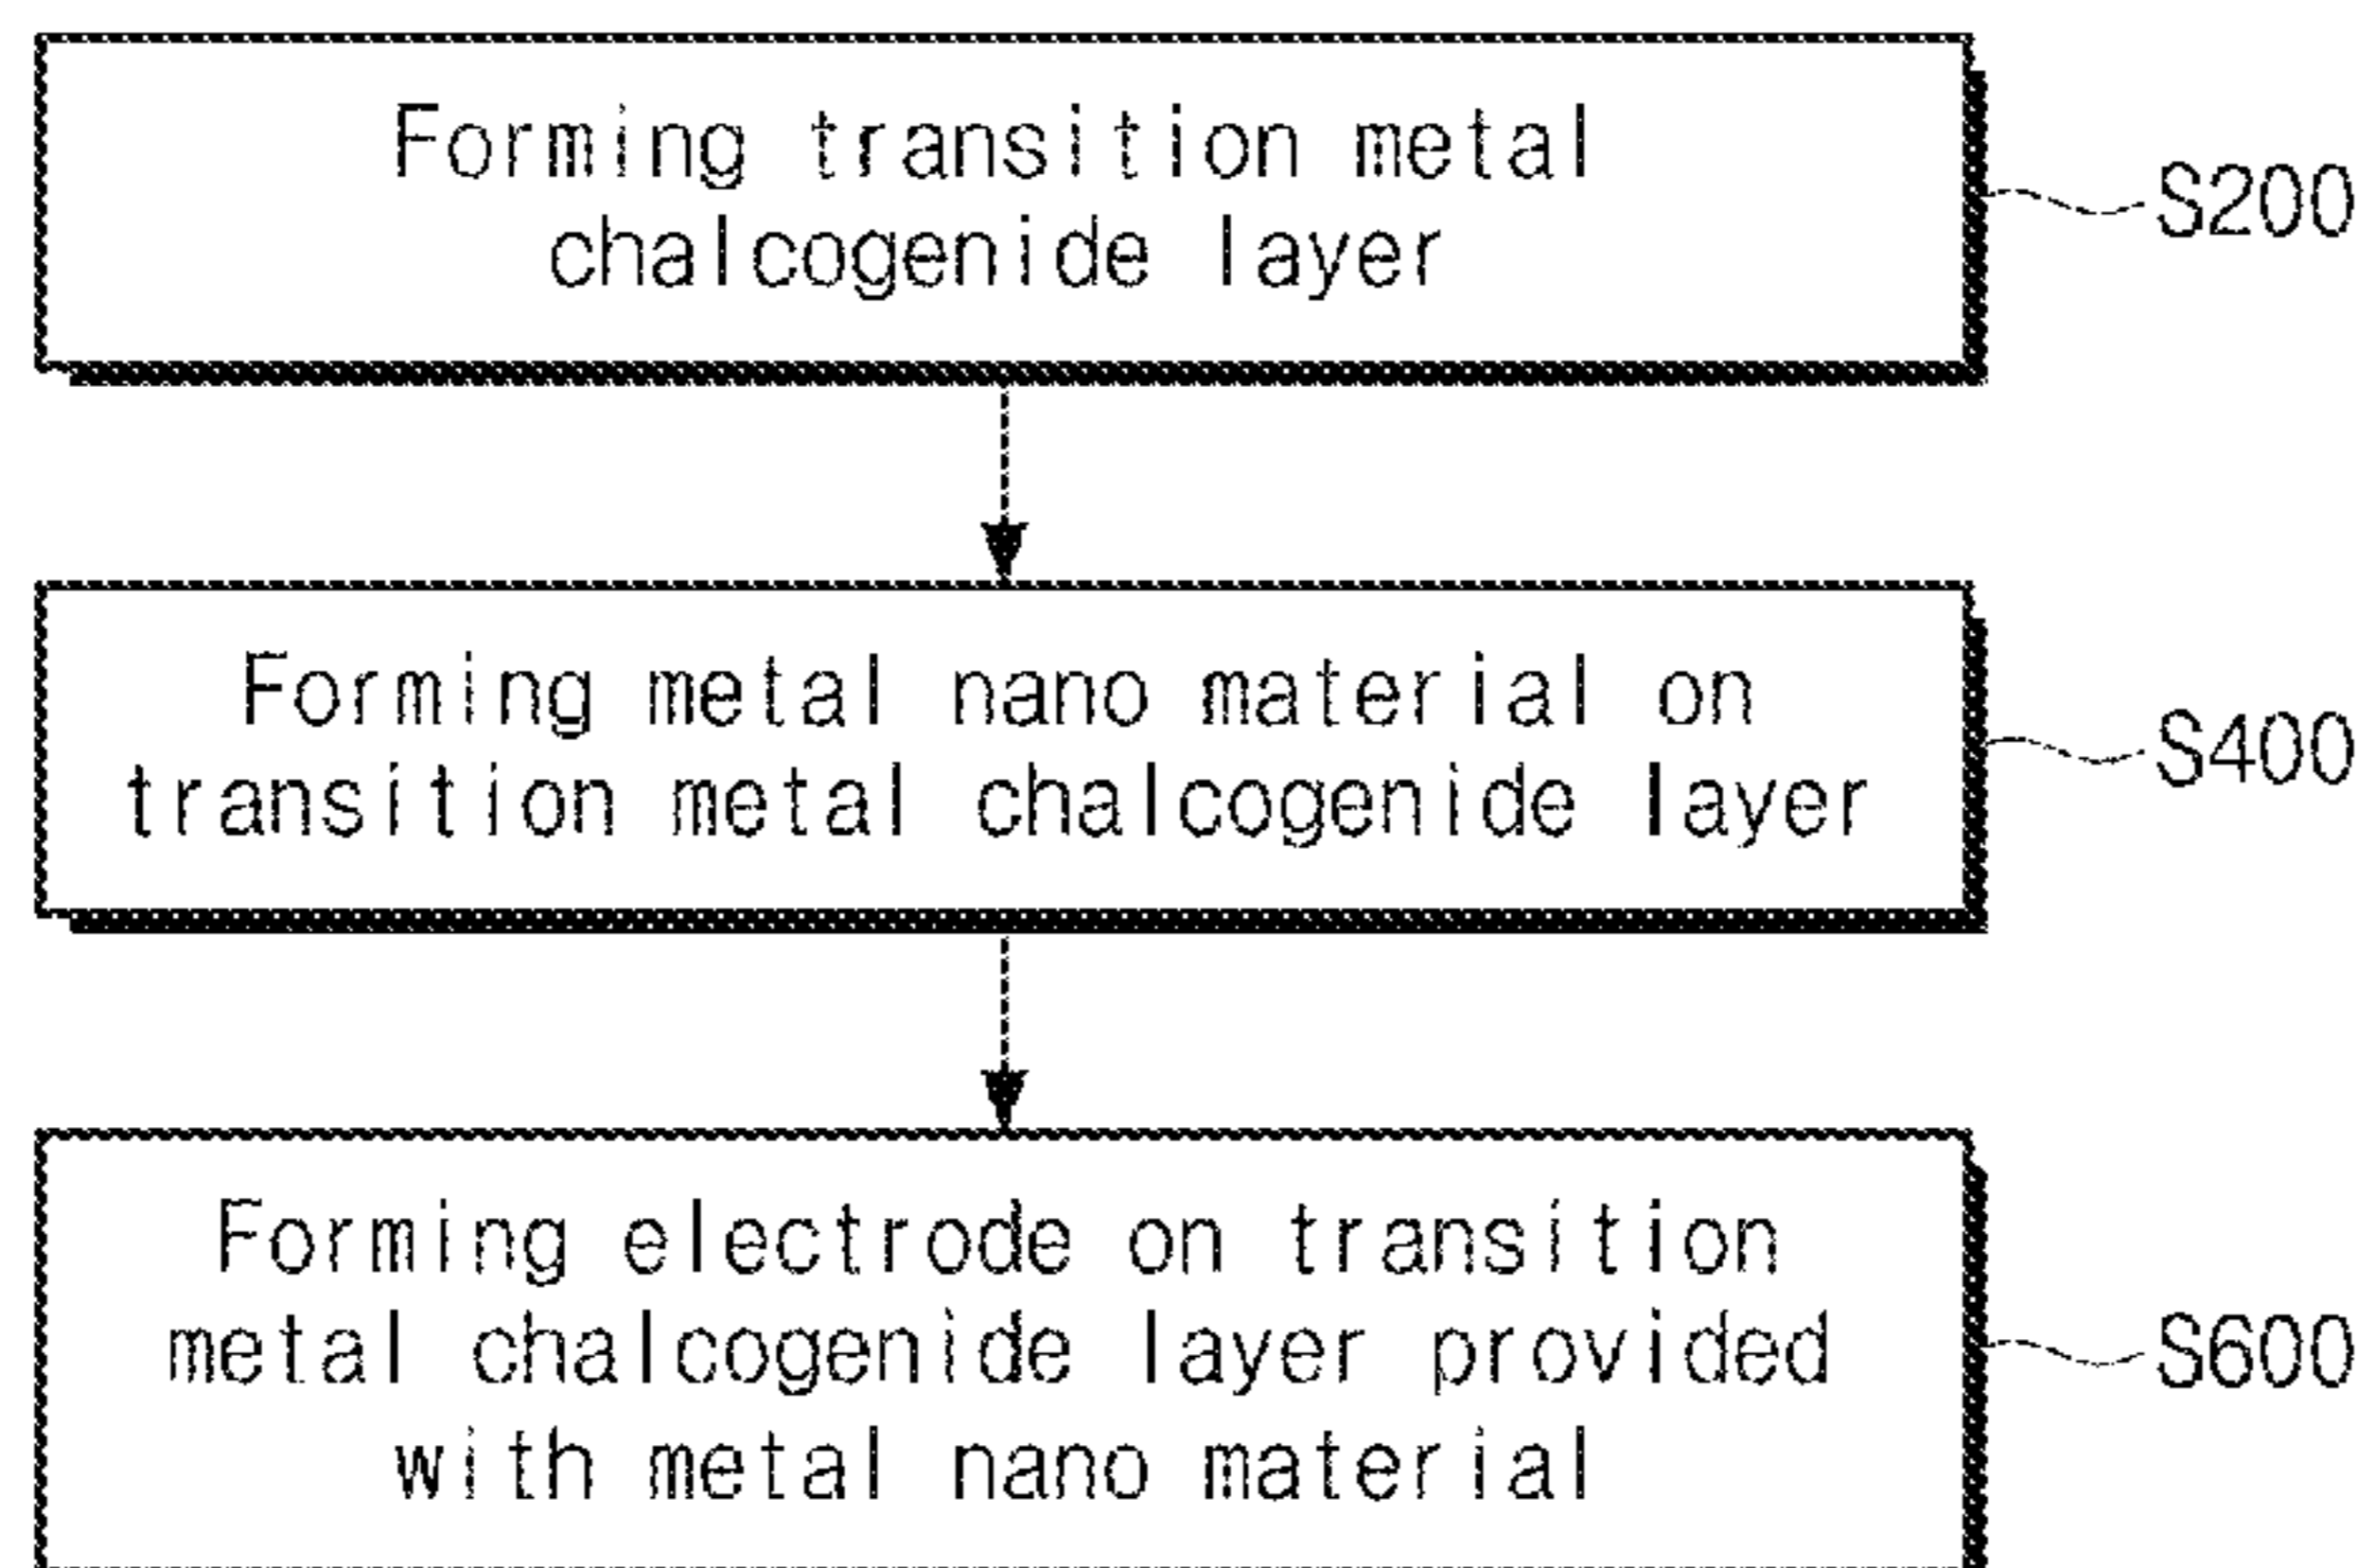 Forming transition metal
chalcogenide layer
S200
Forming metal nano material on
transition metal chalcogenide layer
S400
Forming electrode on transition
metal chalcogenide layer provided
with metal nano material
S600